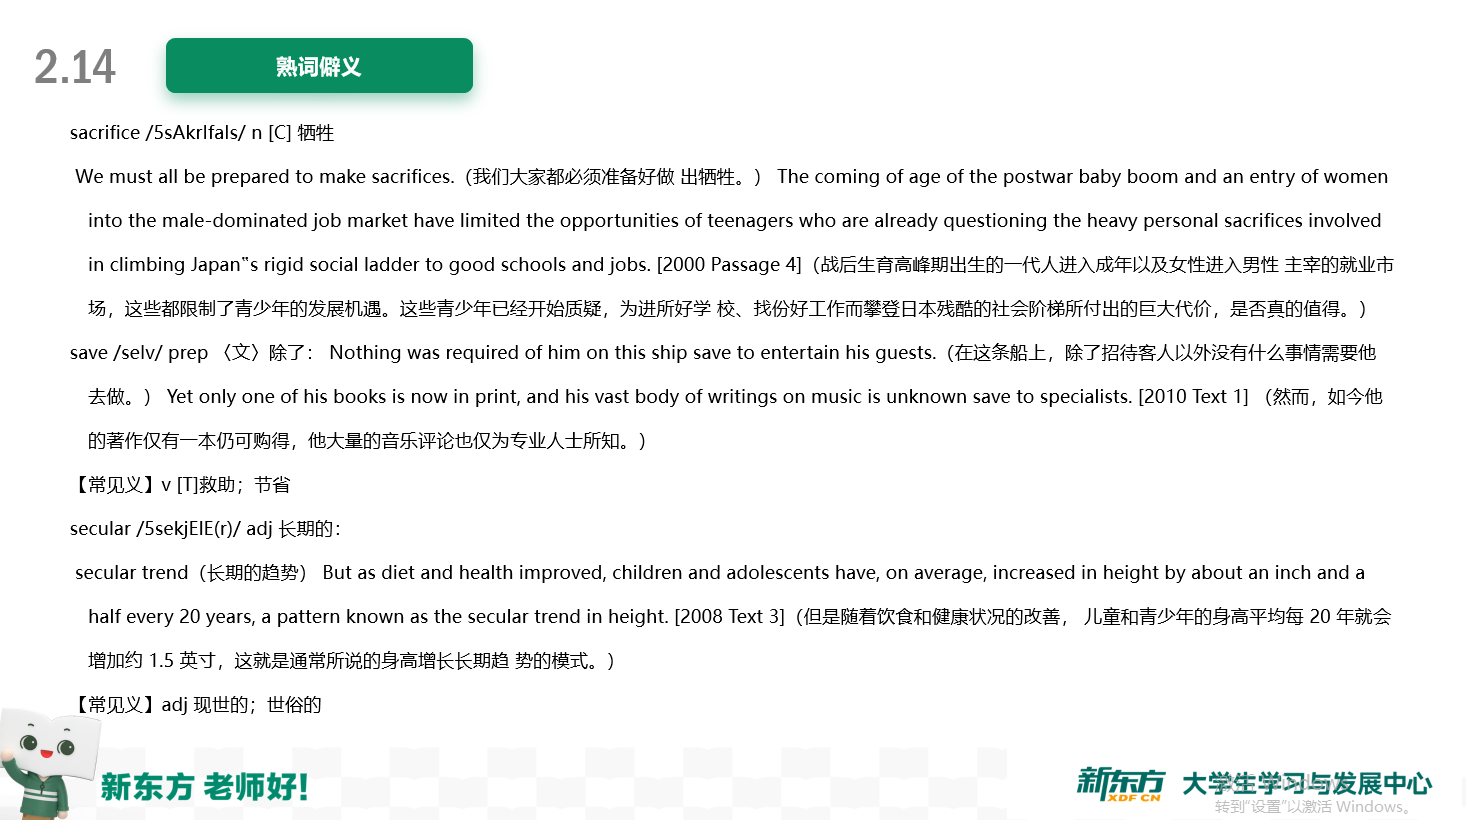 2.14
熟词僻义
sacrifice /5sAkrIfaIs/ n [C] 牺牲
We must all be prepared to make sacrifices.（我们大家都必须准备好做 出牺牲。） The coming of age of the postwar baby boom and an entry of women
into the male-dominated job market have limited the opportunities of teenagers who are already questioning the heavy personal sacrifices involved
in climbing Japan‟s rigid social ladder to good schools and jobs. [2000 Passage 4]（战后生育高峰期出生的一代人进入成年以及女性进入男性 主宰的就业市
场，这些都限制了青少年的发展机遇。这些青少年已经开始质疑，为进所好学 校、找份好工作而攀登日本残酷的社会阶梯所付出的巨大代价，是否真的值得。）
save /seIv/ prep 〈文〉除了： Nothing was required of him on this ship save to entertain his guests.（在这条船上，除了招待客人以外没有什么事情需要他
去做。） Yet only one of his books is now in print, and his vast body of writings on music is unknown save to specialists. [2010 Text 1] （然而，如今他
的著作仅有一本仍可购得，他大量的音乐评论也仅为专业人士所知。）
【常见义】v [T]救助；节省
secular /5sekjElE(r)/ adj 长期的：
secular trend（长期的趋势） But as diet and health improved, children and adolescents have, on average, increased in height by about an inch and a
half every 20 years, a pattern known as the secular trend in height. [2008 Text 3]（但是随着饮食和健康状况的改善， 儿童和青少年的身高平均每 20 年就会
增加约 1.5 英寸，这就是通常所说的身高增长长期趋 势的模式。）
【常见义】adj 现世的；世俗的
新东方 老师好!
新东方 XDF.CN 大学生学习与发展中心
激活 Windows
转到"设置"以激活 Windows。